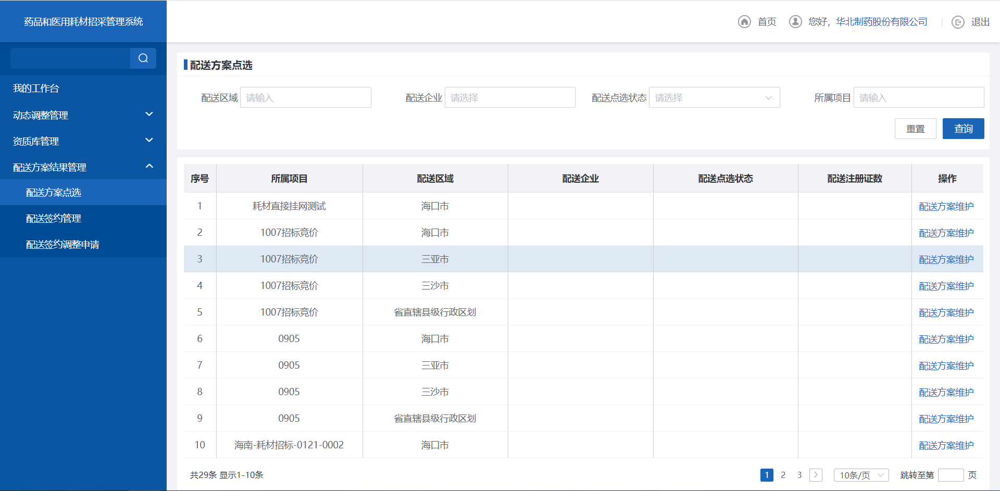 药品和医用耗材招采管理系统
首页 您好，华北制药股份有限公司 退出
我的工作台
动态调整管理
资质库管理
配送方案结果管理
配送方案点选
配送签约管理
配送签约调整申请
配送方案点选
配送区域 请输入 配送企业 请选择 配送点选状态 请选择 所属项目 请输入
重置 查询
序号 所属项目 配送区域 配送企业 配送点选状态 配送注册证数 操作
1 耗材直接挂网测试 海口市 配送方案维护
2 1007招标竞价 海口市 配送方案维护
3 1007招标竞价 三亚市 配送方案维护
4 1007招标竞价 三沙市 配送方案维护
5 1007招标竞价 省直辖县级行政区划 配送方案维护
6 0905 海口市 配送方案维护
7 0905 三亚市 配送方案维护
8 0905 三沙市 配送方案维护
9 0905 省直辖县级行政区划 配送方案维护
10 海南-耗材招标-0121-0002 海口市 配送方案维护
共29条 显示1-10条 1 2 3 10条/页 跳转至第 页